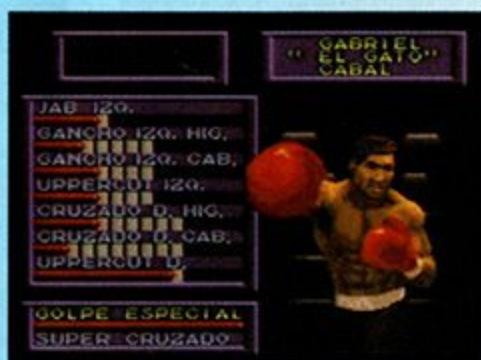 GABRIEL
"EL GATO"
CABAL
JAB IZQ.
GANCHO IZQ. HIG.
GANCHO IZQ. CAB.
UPPERCUT IZQ.
CRUZADO D. HIG.
CRUZADO D. CAB.
UPPERCUT D.
GOLPE ESPECIAL
SUPER CRUZADO